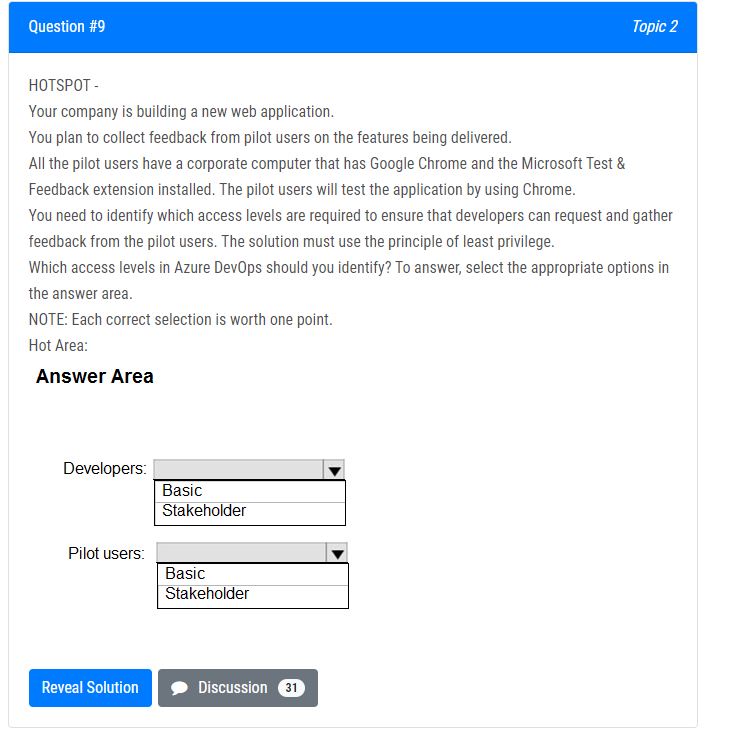 Question #9 Topic 2
HOTSPOT -
Your company is building a new web application.
You plan to collect feedback from pilot users on the features being delivered.
All the pilot users have a corporate computer that has Google Chrome and the Microsoft Test &
Feedback extension installed. The pilot users will test the application by using Chrome.
You need to identify which access levels are required to ensure that developers can request and gather
feedback from the pilot users. The solution must use the principle of least privilege.
Which access levels in Azure DevOps should you identify? To answer, select the appropriate options in
the answer area.
NOTE: Each correct selection is worth one point.
Hot Area:
Answer Area
Developers:
Basic
Stakeholder
Pilot users:
Basic
Stakeholder
Reveal Solution Discussion 31